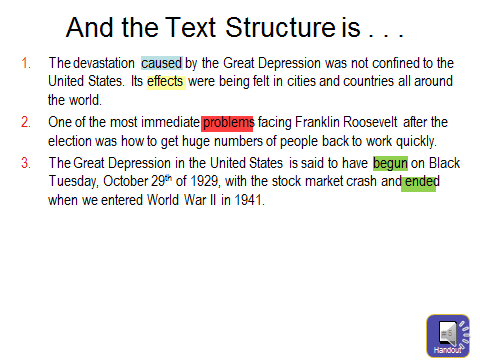 And the Text Structure is . . .
1. The devastation caused by the Great Depression was not confined to the
United States. Its effects were being felt in cities and countries all around
the world.
2. One of the most immediate problems facing Franklin Roosevelt after the
election was how to get huge numbers of people back to work quickly.
3. The Great Depression in the United States is said to have begun on Black
Tuesday, October 29th of 1929, with the stock market crash and ended
when we entered World War II in 1941.
Handout